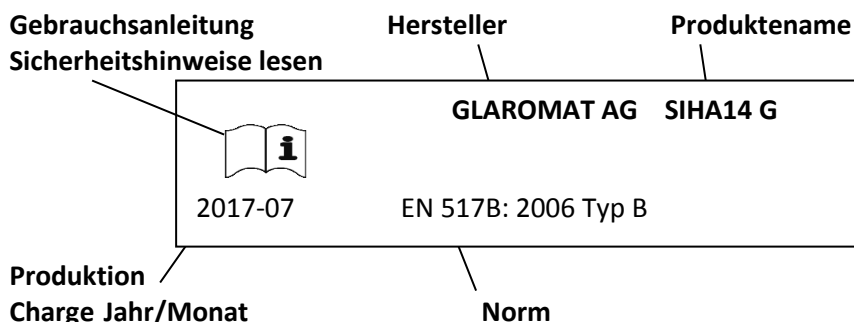 Gebrauchsanleitung Hersteller Produktename
Sicherheitshinweise lesen
GLAROMAT AG SIHA14 G
i
2017-07 EN 517B: 2006 Typ B
Produktion
Charge Jahr/Monat Norm